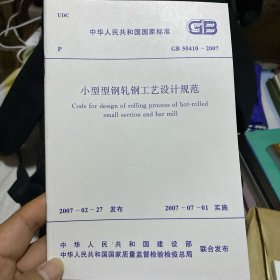 UDC
中华人民共和国国家标准
GB
P
GB 50410-2007
小型型钢轧钢工艺设计规范
Code for design of rolling process of hot-rolled
small section and bar mill
2007-02-27 发布
2007-07-01 实施
中华人民共和国建设部
中华人民共和国国家质量监督检验检疫总局
联合发布